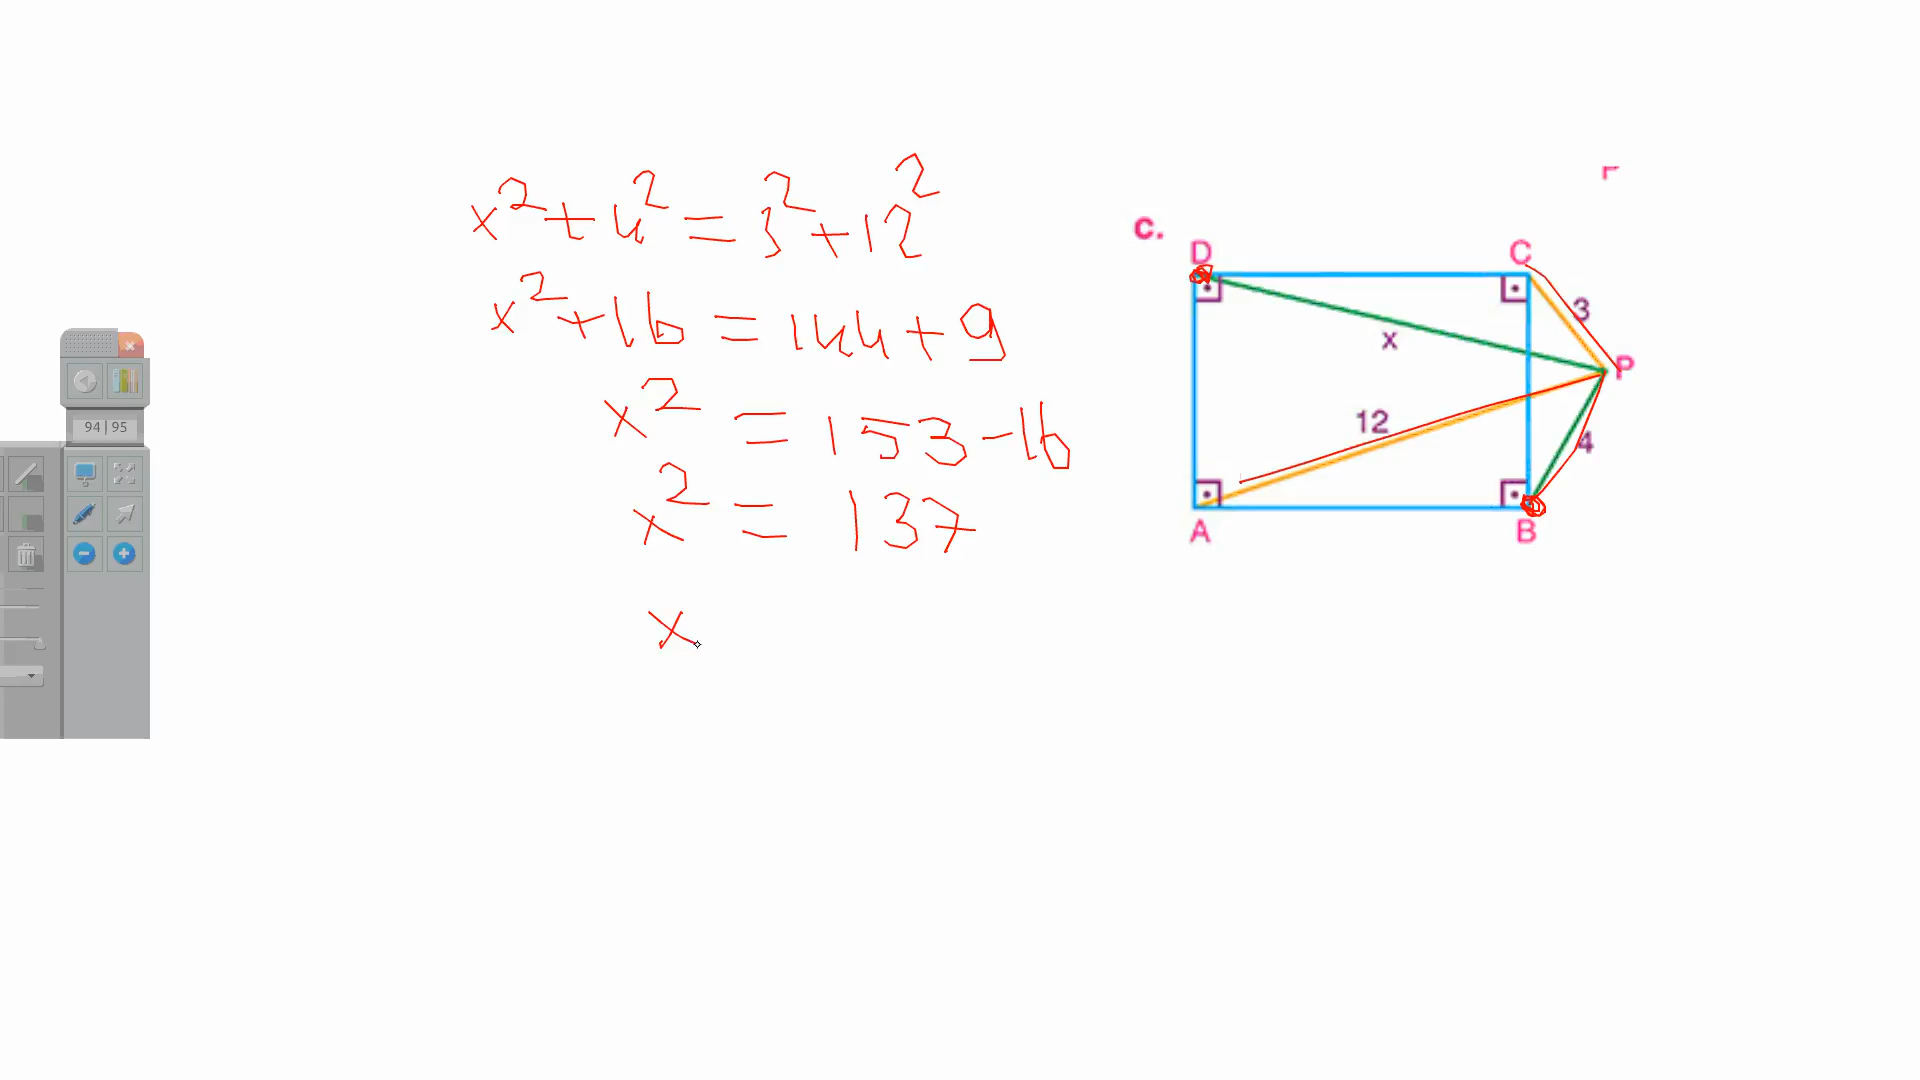 x²+4²=3²+12²
x²+16=144+9
x²=153-16
x²=137
x
c.
D
C
3
x
P
12
4
A
B
94|95